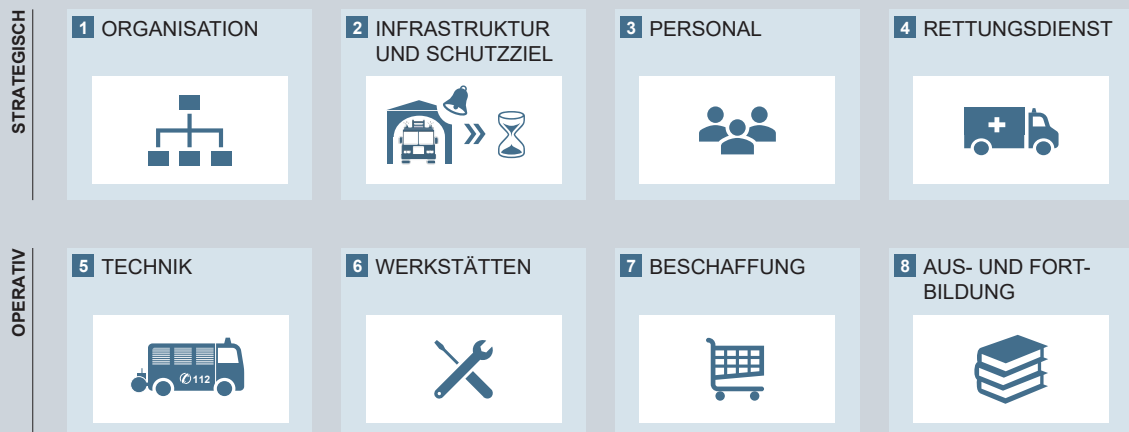 STRATEGISCH
1 ORGANISATION
2 INFRASTRUKTUR
UND SCHUTZZIEL
3 PERSONAL
4 RETTUNGSDIENST
OPERATIV
5 TECHNIK
112
6 WERKSTÄTTEN
7 BESCHAFFUNG
8 AUS- UND FORT-
BILDUNG